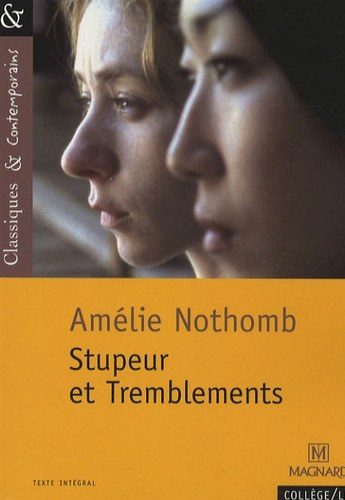 &
Classiques & Contemporains
Amélie Nothomb
Stupeur
et Tremblements
TEXTE INTÉGRAL
M
MAGNARD
COLLÈGE/L